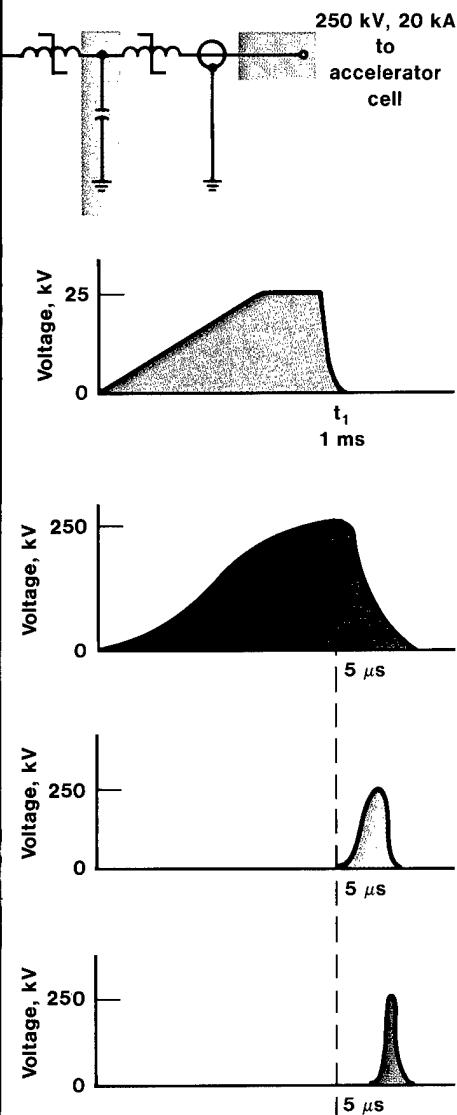 250 kV, 20 kA
to
accelerator
cell
Voltage, kV
25
0
t₁
1 ms
Voltage, kV
250
0
5 μs
Voltage, kV
250
0
5 μs
Voltage, kV
250
0
5 μs